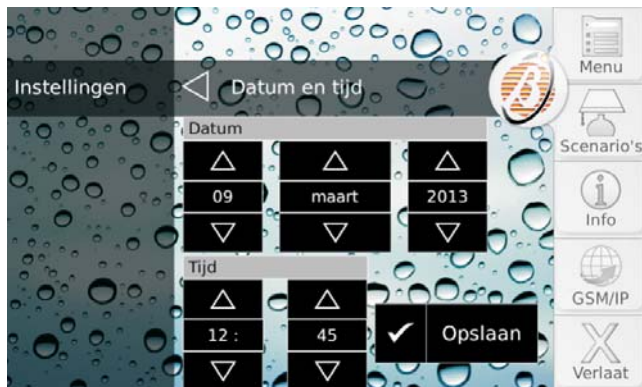 Instellingen
Datum en tijd
Datum
09
maart
2013
Tijd
12 :
45
Opslaan
Menu
Scenario's
Info
GSM/IP
Verlaat